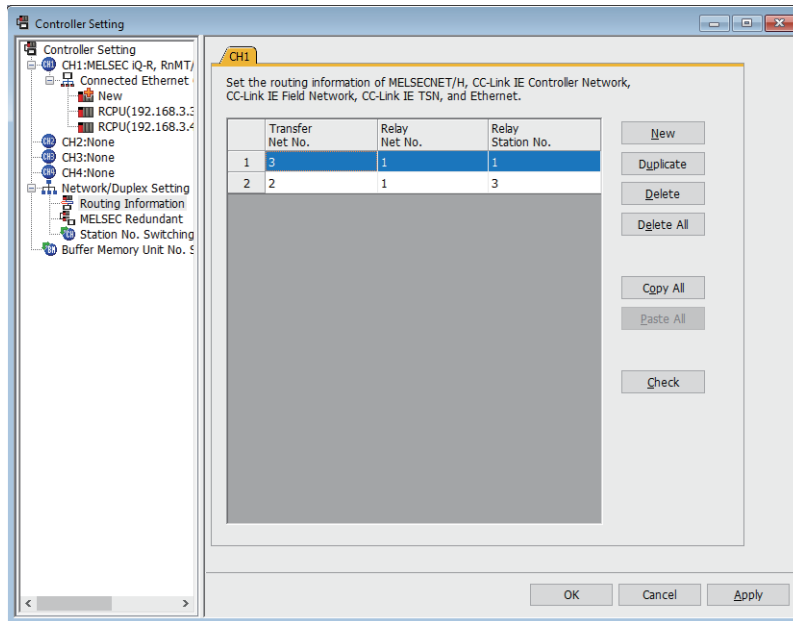 Controller Setting
Controller Setting
CH1:MELSEC iQ-R, RnMT/
Connected Ethernet
New
RCPU(192.168.3.3
RCPU(192.168.3.4
CH2:None
CH3:None
CH4:None
Network/Duplex Setting
Routing Information
MELSEC Redundant
Station No. Switching
Buffer Memory Unit No. S
CH1
Set the routing information of MELSECNET/H, CC-Link IE Controller Network,
CC-Link IE Field Network, CC-Link IE TSN, and Ethernet.
Transfer Net No. Relay Net No. Relay Station No.
1 3 1 1
2 2 1 3
New
Duplicate
Delete
Delete All
Copy All
Paste All
Check
OK Cancel Apply